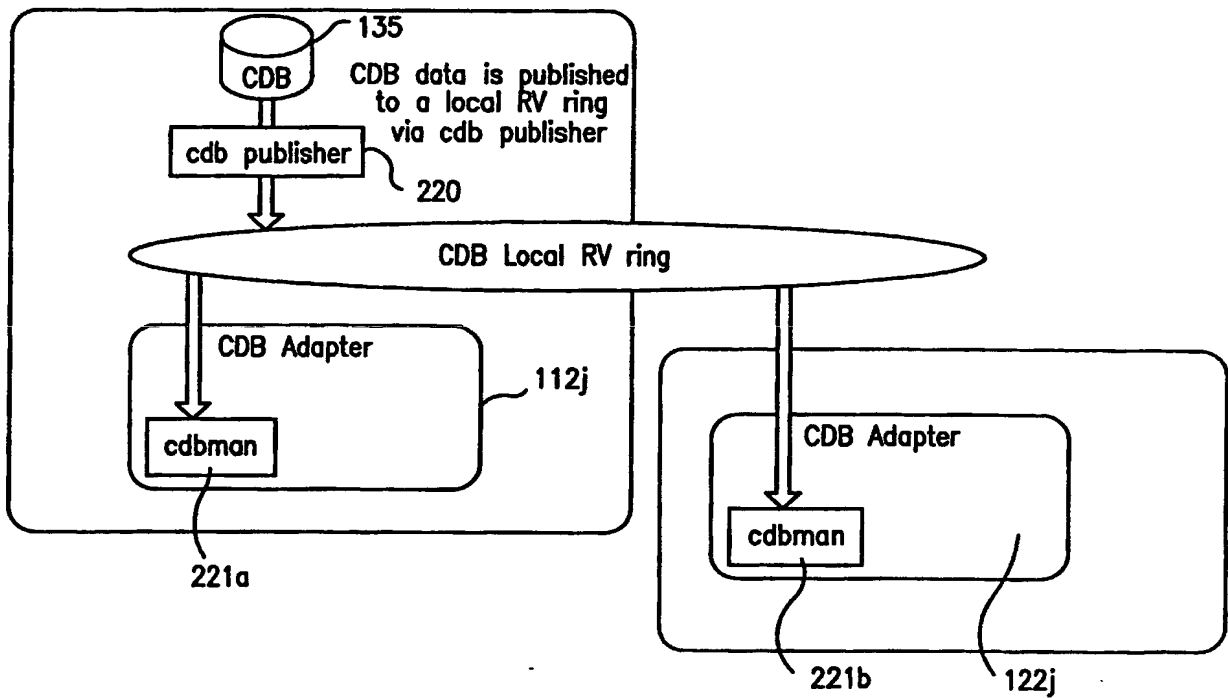 135
CDB
CDB data is published
to a local RV ring
via cdb publisher
cdb publisher
220
CDB Local RV ring
CDB Adapter
112j
cdbman
221a
CDB Adapter
cdbman
221b
122j